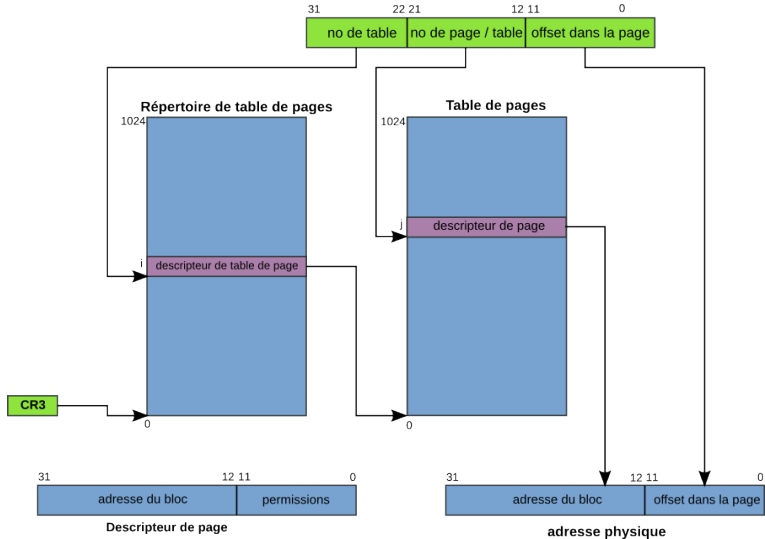 31 22 21 12 11 0
no de table no de page / table offset dans la page
Répertoire de table de pages Table de pages
1024 1024
j descripteur de page
i descripteur de table de page
CR3
0 0
31 12 11 0 31 12 11 0
adresse du bloc permissions adresse du bloc offset dans la page
Descripteur de page adresse physique